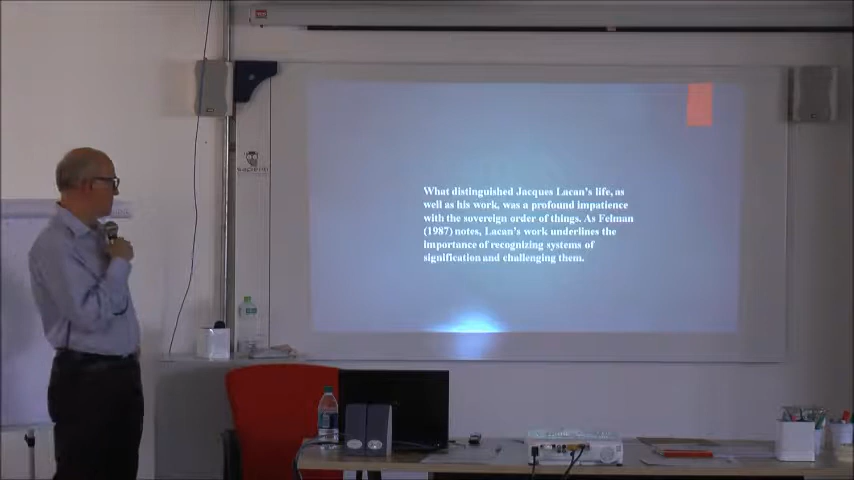 What distinguished Jacques Lacan's life, as
well as his work, was a profound impatience
with the sovereign order of things. As Felman
(1987) notes, Lacan's work underlines the
importance of recognizing systems of
signification and challenging them.